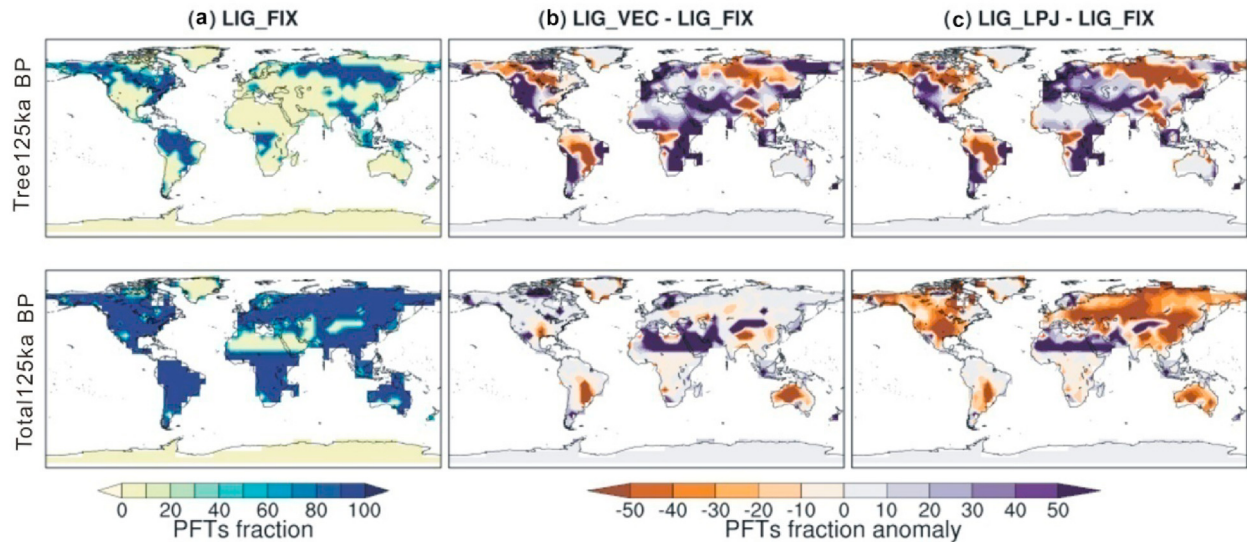 (a) LIG_FIX
(b) LIG_VEC - LIG_FIX
(c) LIG_LPJ - LIG_FIX
Tree125ka BP
Total125ka BP
0 20 40 60 80 100
PFTs fraction
-50 -40 -30 -20 -10 0 10 20 30 40 50
PFTs fraction anomaly